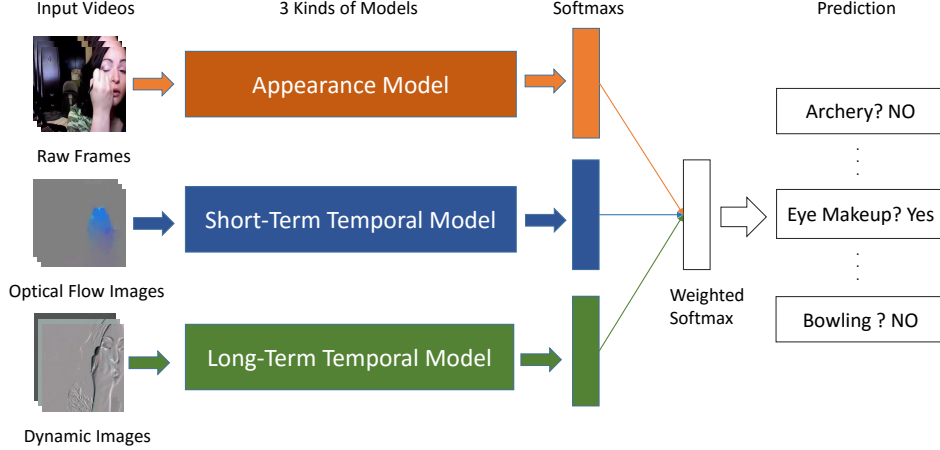 Input Videos
3 Kinds of Models
Softmaxs
Prediction
Appearance Model
Archery? NO
Raw Frames
Short-Term Temporal Model
Eye Makeup? Yes
Optical Flow Images
Weighted
Softmax
Bowling ? NO
Long-Term Temporal Model
Dynamic Images